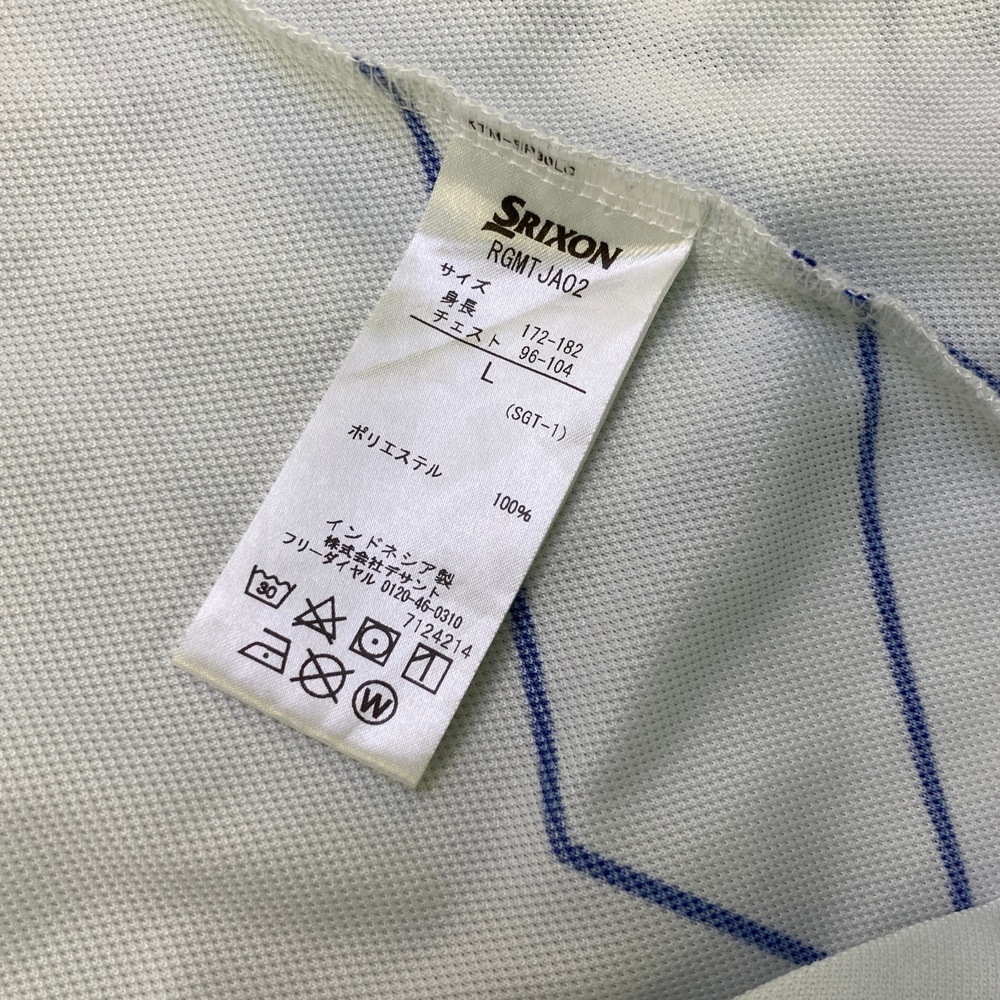 SRIXON
RGMTJA02
サイズ
身長 172-182
チェスト 96-104
L
(SGT-1)
ポリエステル
100%
インドネシア製
株式会社デサント
フリーダイヤル 0120-46-0310
7124214
30
W